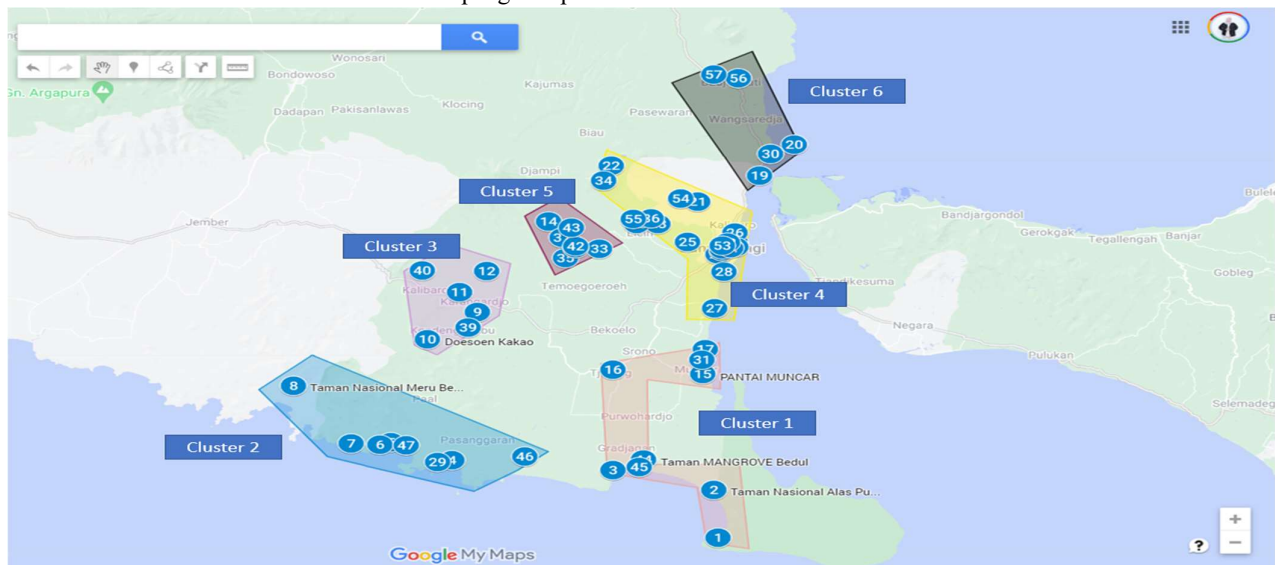 57 56
Cluster 6
Wonosari
Bondowoso
Gn. Argapura
Kajumas
Dadapan Pakisanlawas
Klocing
Pasewaran
Wangsaredja
Biau
20
30
22
19
Djampi
34
Cluster 5
54 21
Bandjargondol
Gerokgak
Tegallengah
Banjar
Jember
14
43
55 36
Cluster 3
42 33
25
53
26
35
28
Gobleg
40
12
Temoegoeroeh
Cluster 4
11
9
27
39
Bekoelo
Negara
10
Doesoen Kakao
Srono
17
31
Pulukan
16
15
PANTAI MUNCAR
8
Taman Nasional Meru Be...
Selemadeg
Purwohardjo
Cluster 1
Cluster 2
7
6
47
Pasanggaran
Gradjagan
29 4
46
44
Taman MANGROVE Bedul
3
45
2
Taman Nasional Alas Pu...
1
Google My Maps